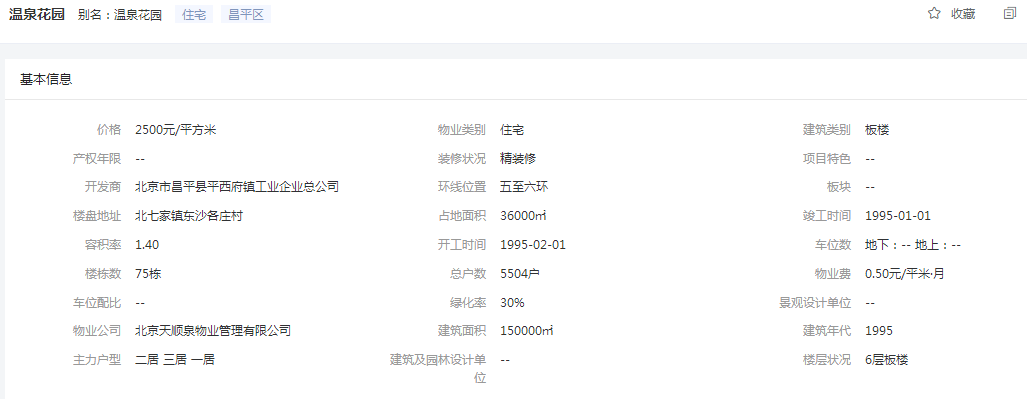 温泉花园 别名：温泉花园 住宅 昌平区 收藏
基本信息
价格 2500元/平方米 物业类别 住宅 建筑类别 板楼
产权年限 -- 装修状况 精装修 项目特色 --
开发商 北京市昌平县平西府镇工业企业总公司 环线位置 五至六环 板块 --
楼盘地址 北七家镇东沙各庄村 占地面积 36000㎡ 竣工时间 1995-01-01
容积率 1.40 开工时间 1995-02-01 车位数 地下：-- 地上：--
楼栋数 75栋 总户数 5504户 物业费 0.50元/平米·月
车位配比 -- 绿化率 30% 景观设计单位 --
物业公司 北京天顺泉物业管理有限公司 建筑面积 150000㎡ 建筑年代 1995
主力户型 二居 三居 一居 建筑及园林设计单 -- 楼层状况 6层板楼
位